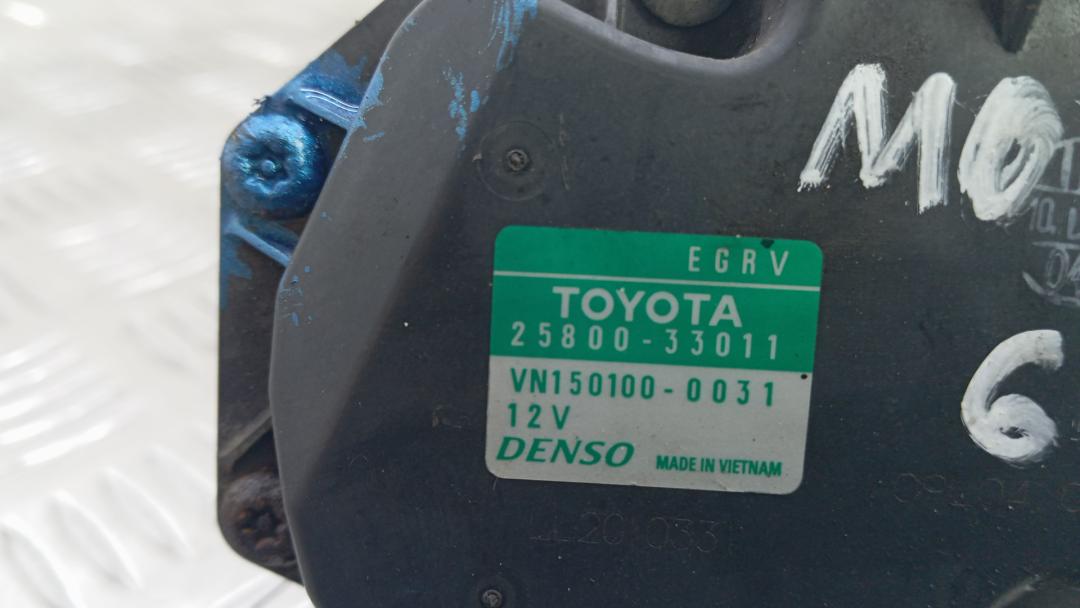 MO
6
EGRV
TOYOTA
25800-33011
VN150100-0031
12V
DENSO
MADE IN VIETNAM